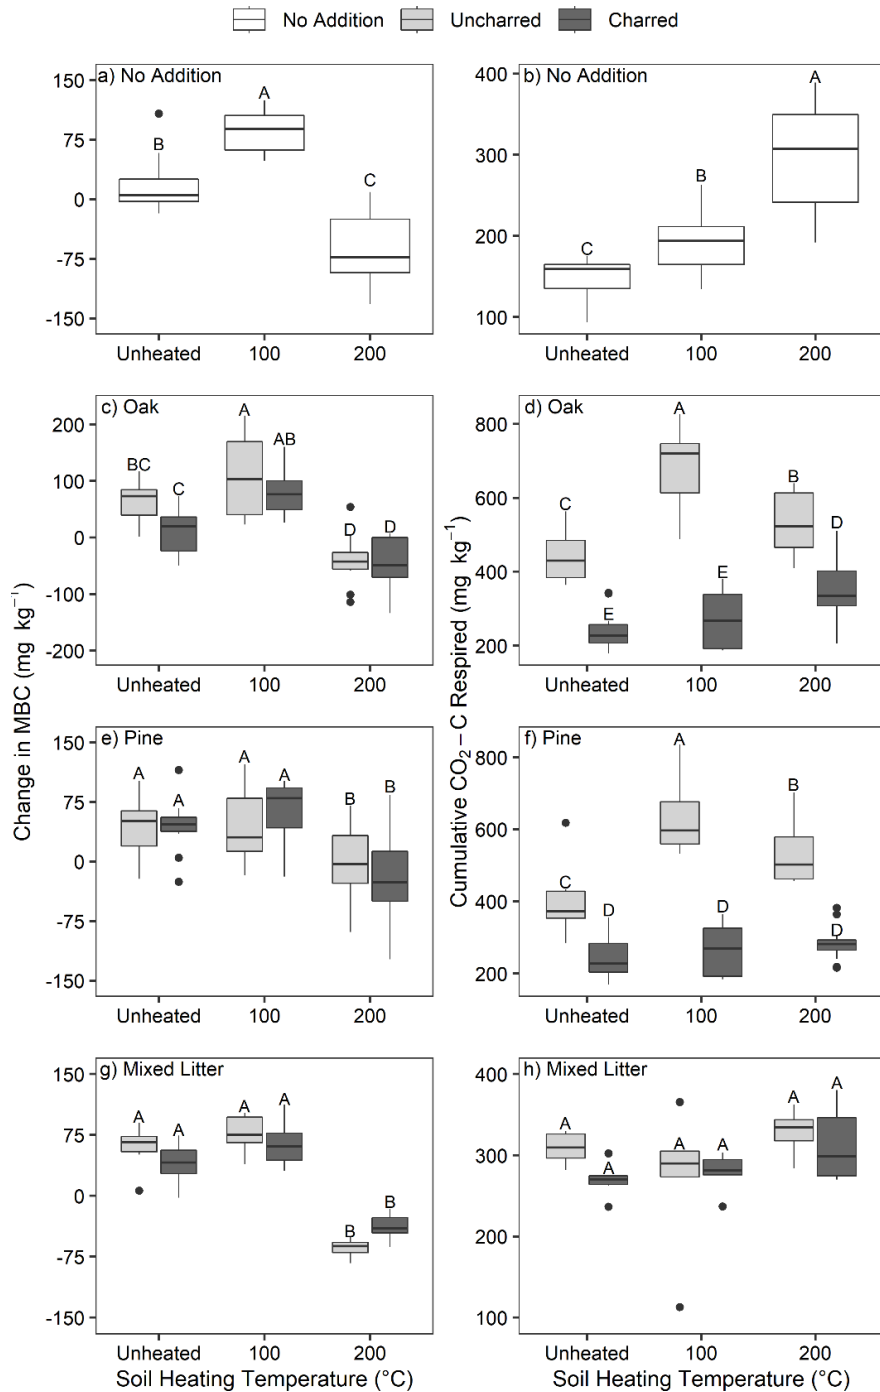 No Addition Uncharred Charred
a) No Addition
150
75
0
-75
-150
B
A
C
Unheated 100 200
b) No Addition
400
300
200
100
C
B
A
Unheated 100 200
c) Oak
200
100
0
-100
-200
BC
C
A
AB
D
D
Unheated 100 200
d) Oak
800
600
400
200
C
E
A
E
B
D
Unheated 100 200
Change in MBC (mg kg⁻¹)
Cumulative CO₂−C Respired (mg kg⁻¹)
e) Pine
150
75
0
-75
-150
A
A
A
A
B
B
Unheated 100 200
f) Pine
800
600
400
200
C
D
A
D
B
D
Unheated 100 200
g) Mixed Litter
150
75
0
-75
-150
A
A
A
A
B
B
Unheated 100 200
Soil Heating Temperature (°C)
h) Mixed Litter
400
300
200
100
A
A
A
A
A
A
Unheated 100 200
Soil Heating Temperature (°C)